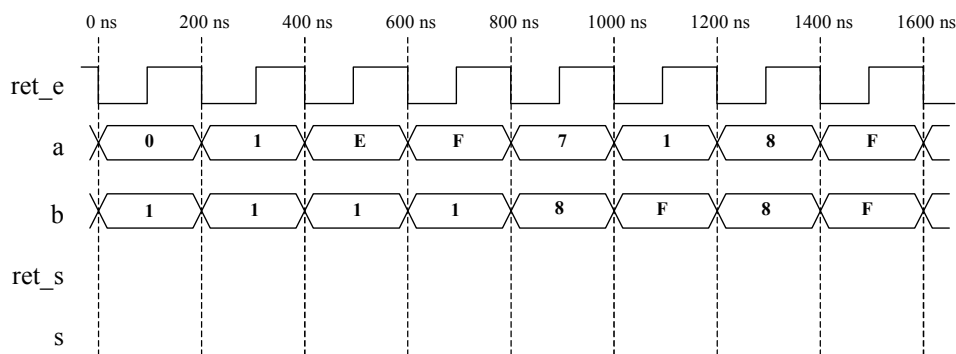 0 ns 200 ns 400 ns 600 ns 800 ns 1000 ns 1200 ns 1400 ns 1600 ns
ret_e
a 0 1 E F 7 1 8 F
b 1 1 1 1 8 F 8 F
ret_s
s